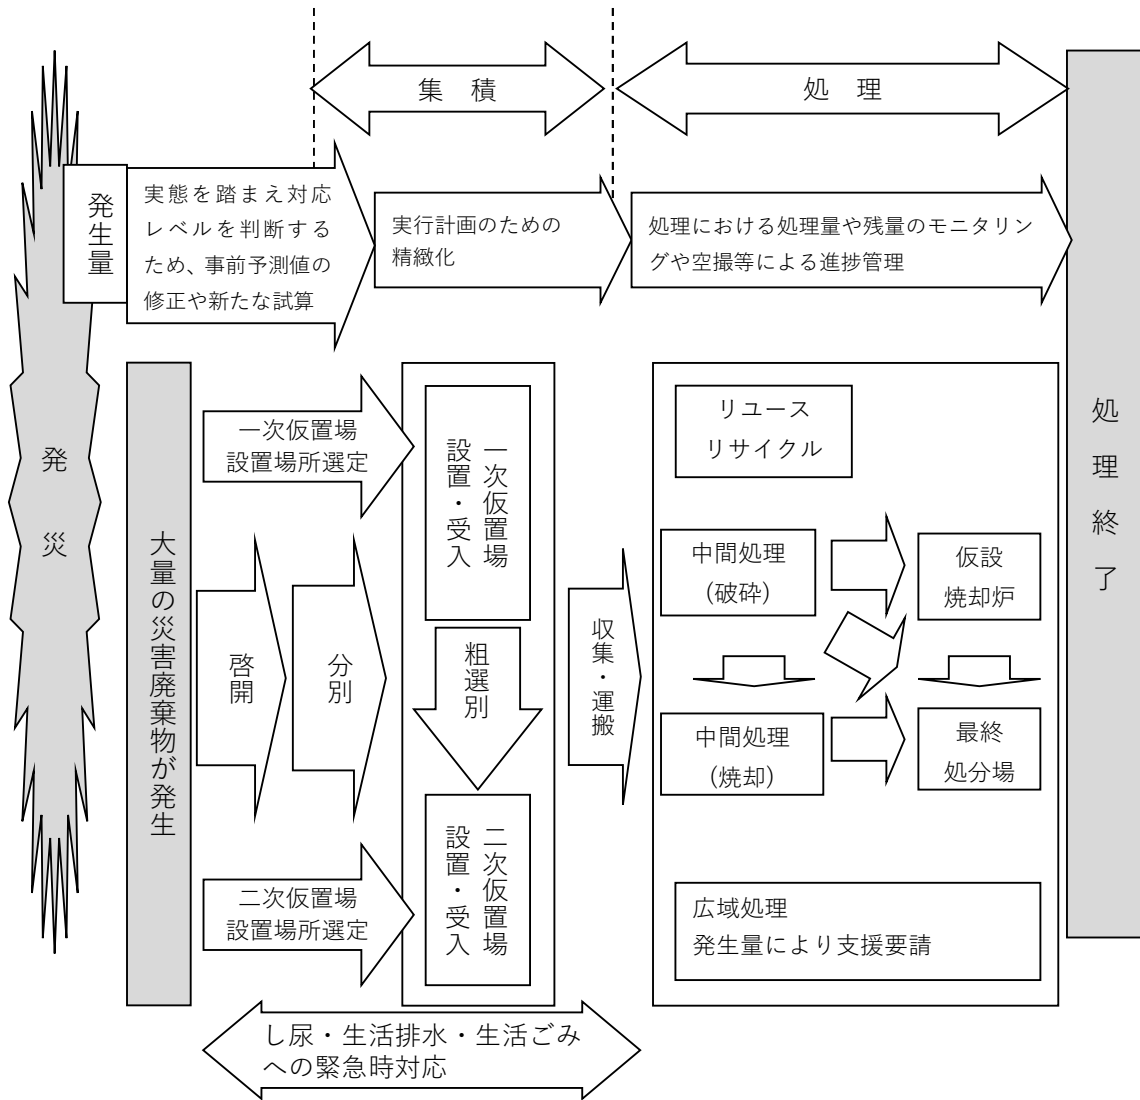 集 積
処 理
発生量
実態を踏まえ対応
レベルを判断する
ため、事前予測値の
修正や新たな試算
実行計画のための
精緻化
処理における処理量や残量のモニタリン
グや空撮等による進捗管理
発災
大量の災害廃棄物が発生
一次仮置場
設置場所選定
啓開
分別
二次仮置場
設置場所選定
一次仮置場
設置・受入
粗選別
二次仮置場
設置・受入
収集・運搬
リユース
リサイクル
中間処理
(破砕)
仮設
焼却炉
中間処理
(焼却)
最終
処分場
広域処理
発生量により支援要請
処理終了
し尿・生活排水・生活ごみ
への緊急時対応